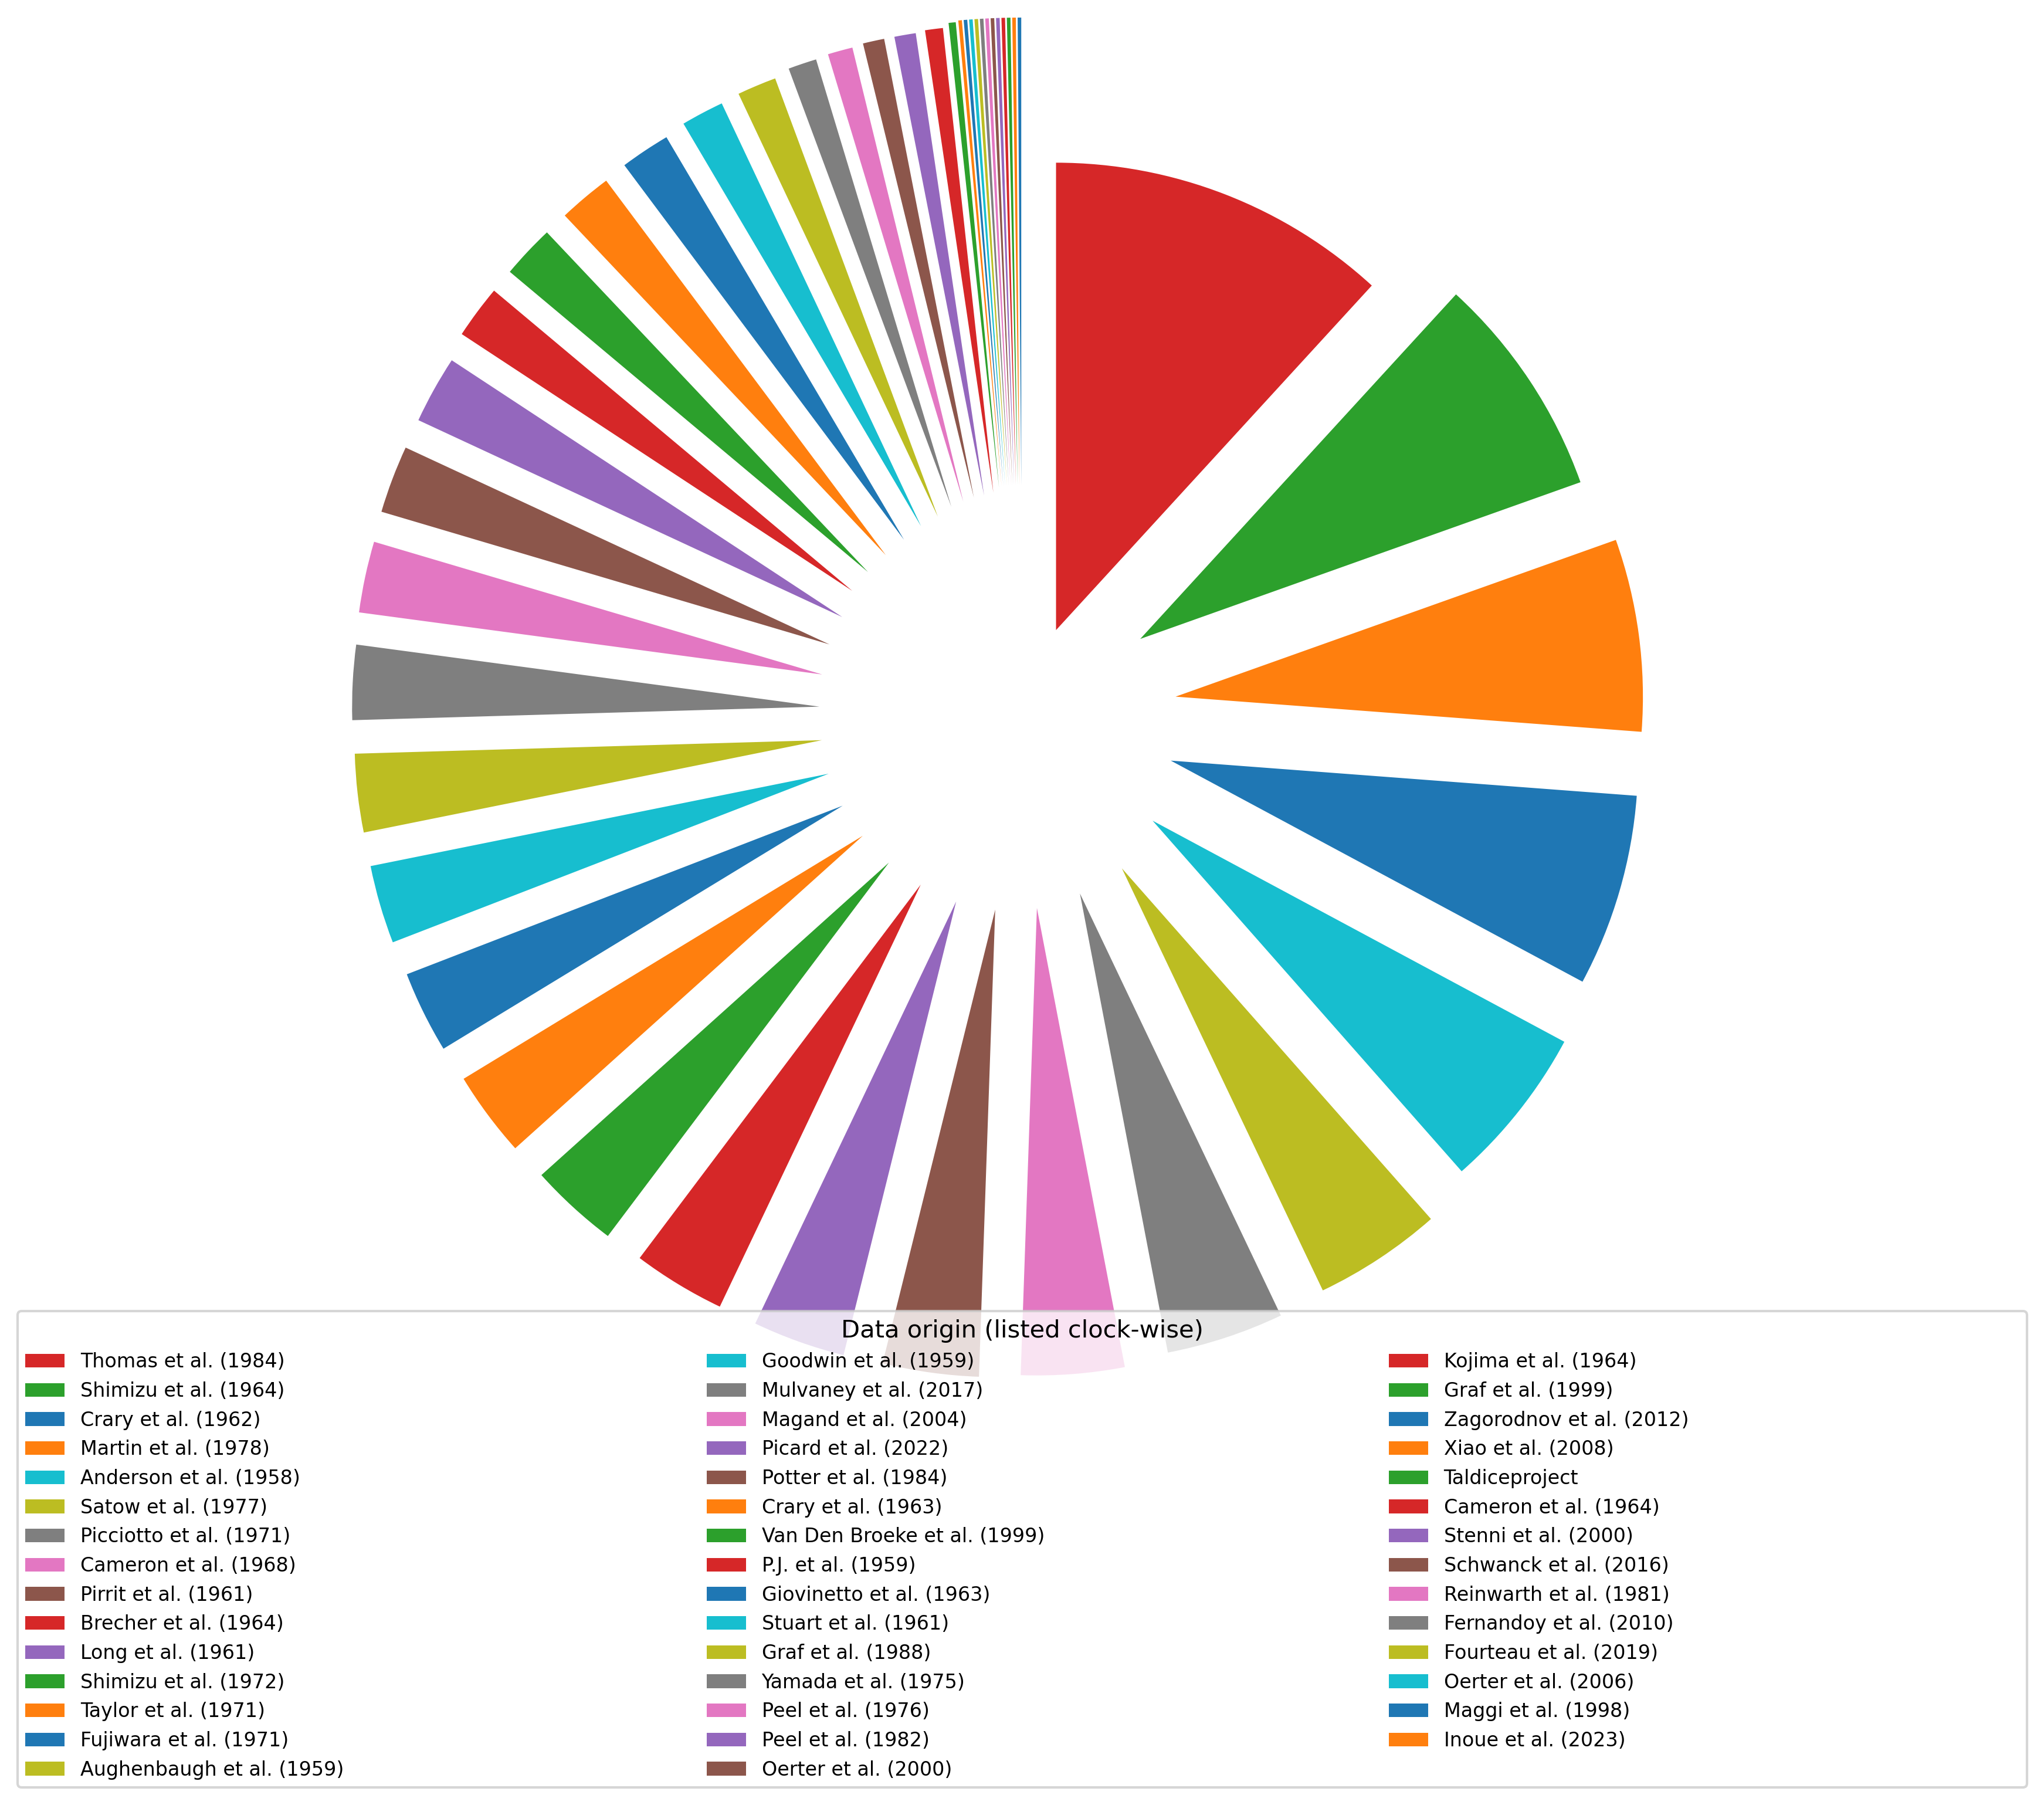 Data origin (listed clock-wise)
Thomas et al. (1984)
Shimizu et al. (1964)
Crary et al. (1962)
Martin et al. (1978)
Anderson et al. (1958)
Satow et al. (1977)
Picciotto et al. (1971)
Cameron et al. (1968)
Pirrit et al. (1961)
Brecher et al. (1964)
Long et al. (1961)
Shimizu et al. (1972)
Taylor et al. (1971)
Fujiwara et al. (1971)
Aughenbaugh et al. (1959)
Goodwin et al. (1959)
Mulvaney et al. (2017)
Magand et al. (2004)
Picard et al. (2022)
Potter et al. (1984)
Crary et al. (1963)
Van Den Broeke et al. (1999)
P.J. et al. (1959)
Giovinetto et al. (1963)
Stuart et al. (1961)
Graf et al. (1988)
Yamada et al. (1975)
Peel et al. (1976)
Peel et al. (1982)
Oerter et al. (2000)
Kojima et al. (1964)
Graf et al. (1999)
Zagorodnov et al. (2012)
Xiao et al. (2008)
Taldiceproject
Cameron et al. (1964)
Stenni et al. (2000)
Schwanck et al. (2016)
Reinwarth et al. (1981)
Fernandoy et al. (2010)
Fourteau et al. (2019)
Oerter et al. (2006)
Maggi et al. (1998)
Inoue et al. (2023)